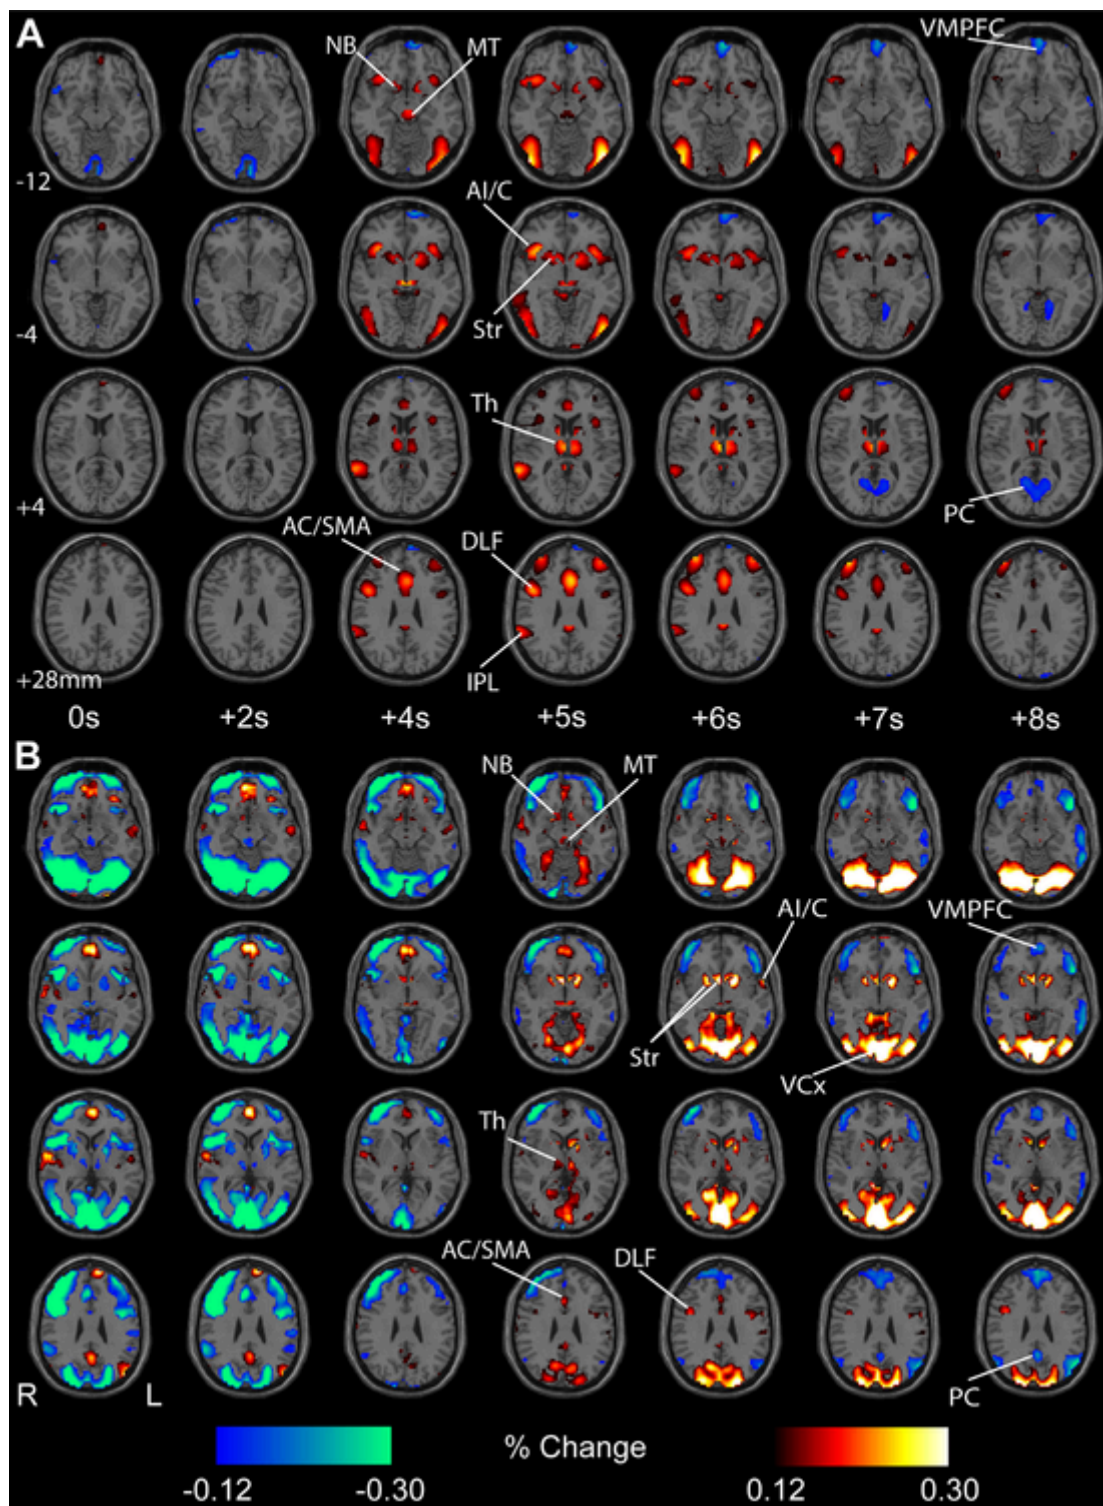 A
NB MT VMPFC
-12
AI/C
-4
Str
Th
+4
PC
AC/SMA DLF
+28mm
IPL
0s +2s +4s +5s +6s +7s +8s
B
NB MT
AI/C VMPFC
Str
VCx
Th
AC/SMA DLF
R L
PC
% Change
-0.12 -0.30 0.12 0.30